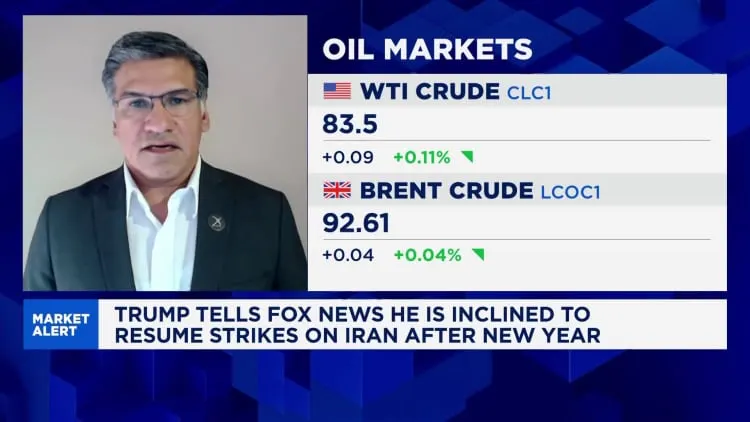 OIL MARKETS
WTI CRUDE CLC1
83.5
+0.09 +0.11%
BRENT CRUDE LCOC1
92.61
+0.04 +0.04%
MARKET ALERT
TRUMP TELLS FOX NEWS HE IS INCLINED TO
RESUME STRIKES ON IRAN AFTER NEW YEAR